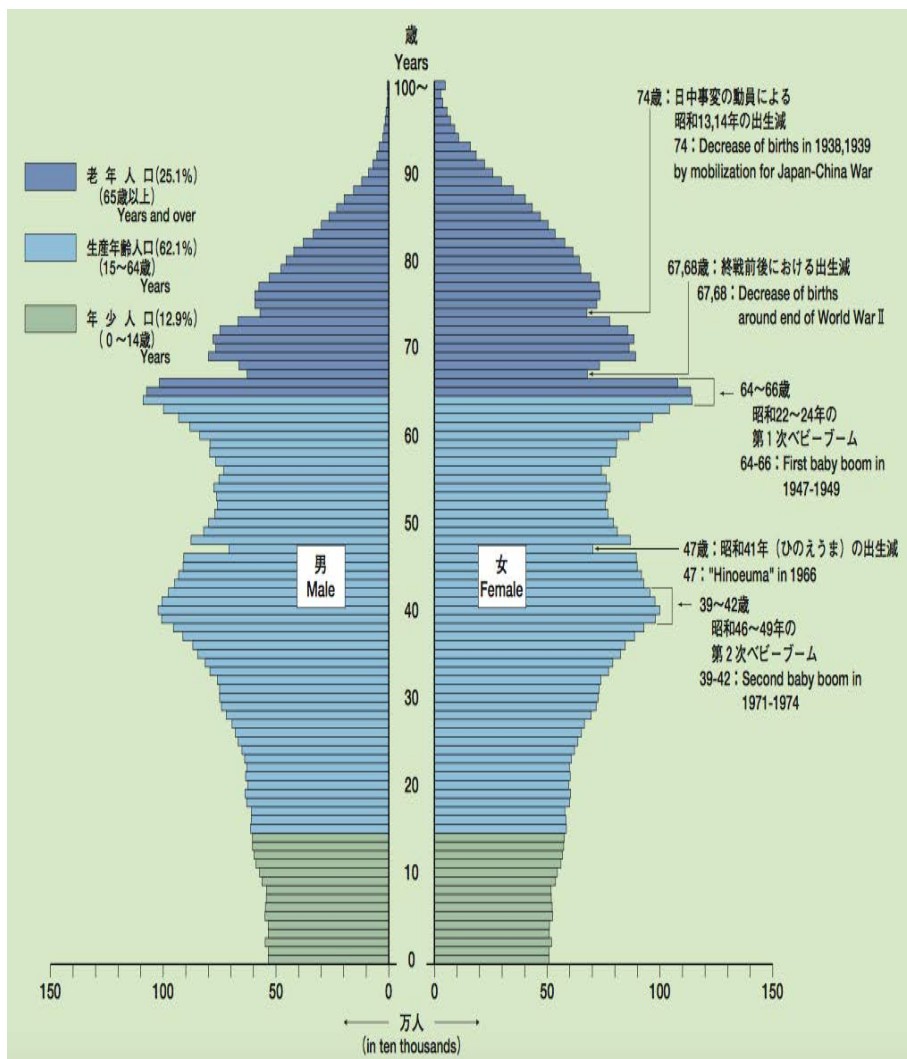 歳
Years
100～
90
80
70
60
50
40
30
20
10
0
老年人口(25.1%)
(65歳以上)
Years and over
生産年齢人口(62.1%)
(15～64歳)
Years
年少人口(12.9%)
(0～14歳)
Years
74歳：日中事変の動員による
昭和13,14年の出生減
74：Decrease of births in 1938,1939
by mobilization for Japan-China War
67,68歳：終戦前後における出生減
67,68：Decrease of births
around end of World WarⅡ
64～66歳
昭和22～24年の
第1次ベビーブーム
64-66：First baby boom in
1947-1949
47歳：昭和41年（ひのえうま）の出生減
47："Hinoeuma" in 1966
39～42歳
昭和46～49年の
第2次ベビーブーム
39-42：Second baby boom in
1971-1974
男
Male
女
Female
150 100 50 0 0 50 100 150
万人
(in ten thousands)